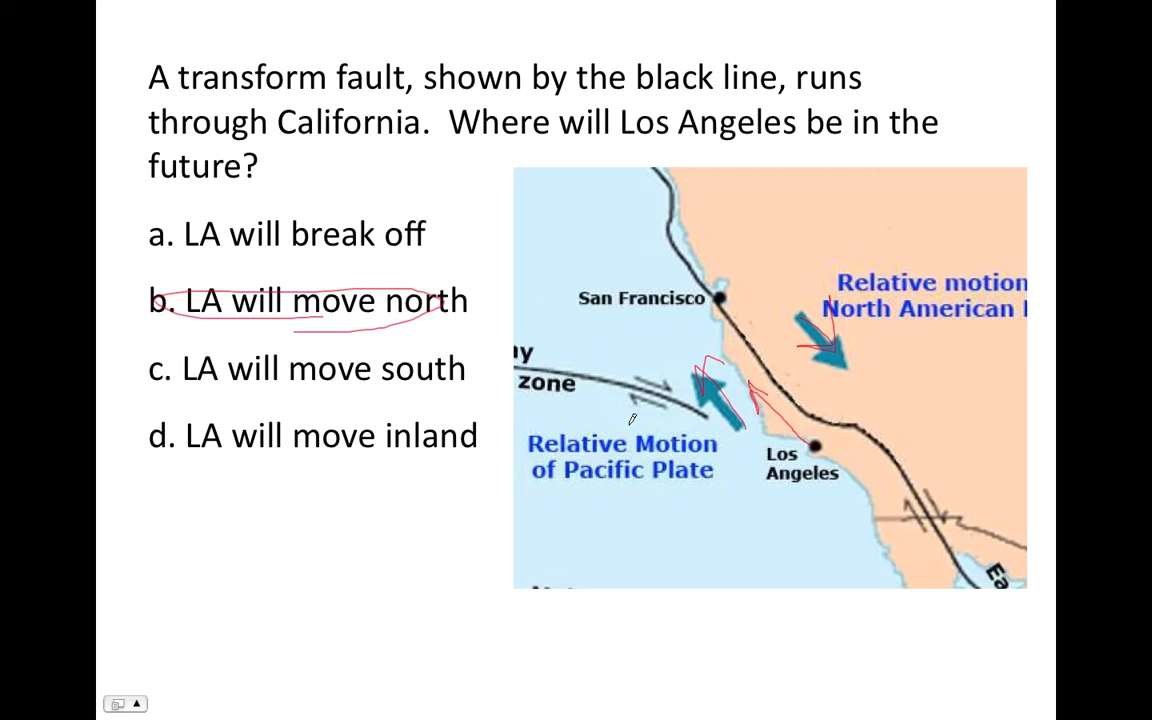 A transform fault, shown by the black line, runs
through California.  Where will Los Angeles be in the
future?
a. LA will break off
b. LA will move north
c. LA will move south
d. LA will move inland
Relative motion
North American
San Francisco
zone
Relative Motion
of Pacific Plate
Los
Angeles